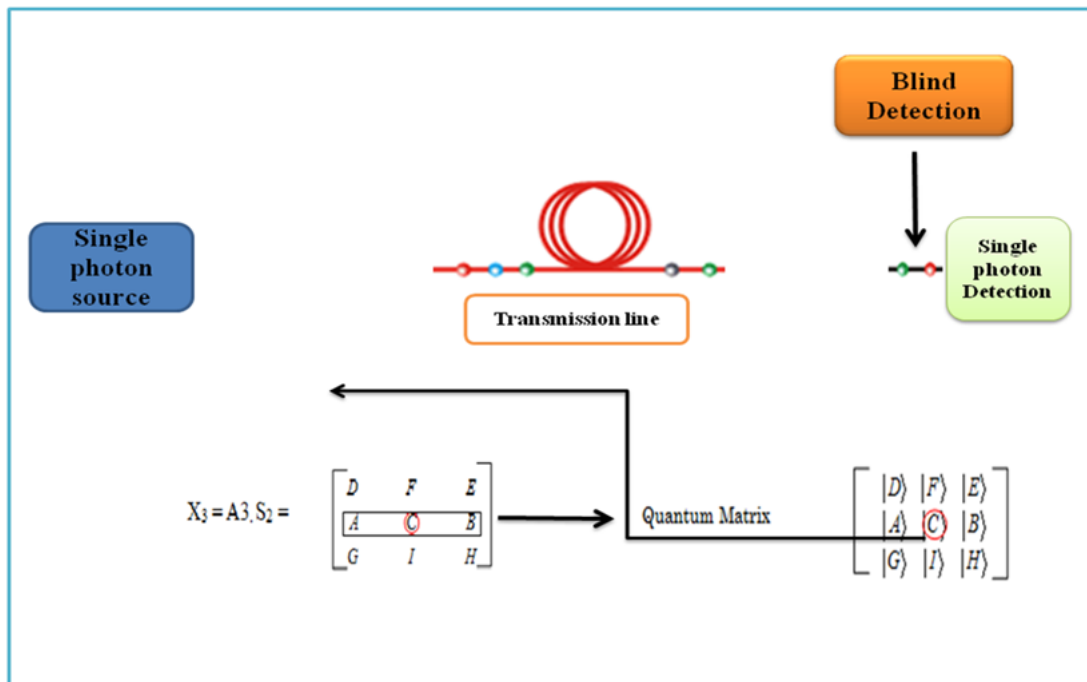 Blind
Detection
Single
photon
source
Single
photon
Detection
Transmission line
X₃ = A3, S₂ =
D F E
A C B
G I H
Quantum Matrix
|D⟩ |F⟩ |E⟩
|A⟩ |C⟩ |B⟩
|G⟩ |I⟩ |H⟩